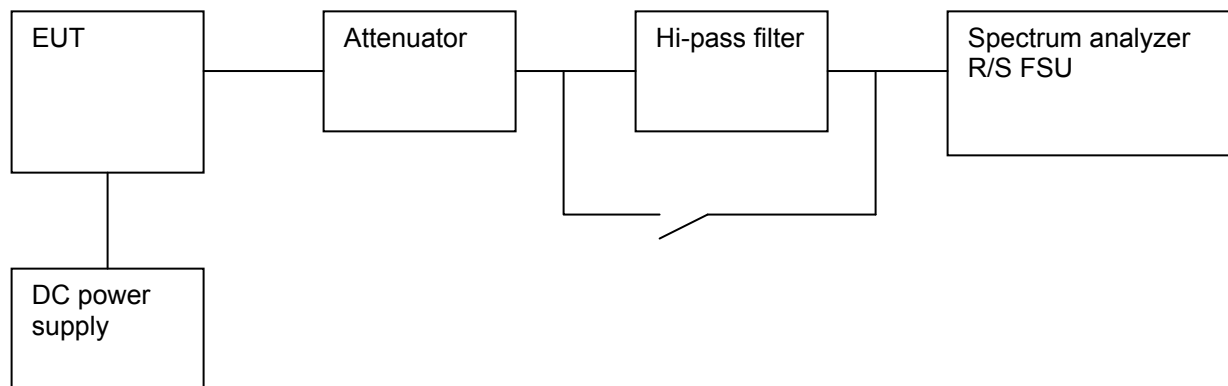 EUT
Attenuator
Hi-pass filter
Spectrum analyzer
R/S FSU
DC power
supply